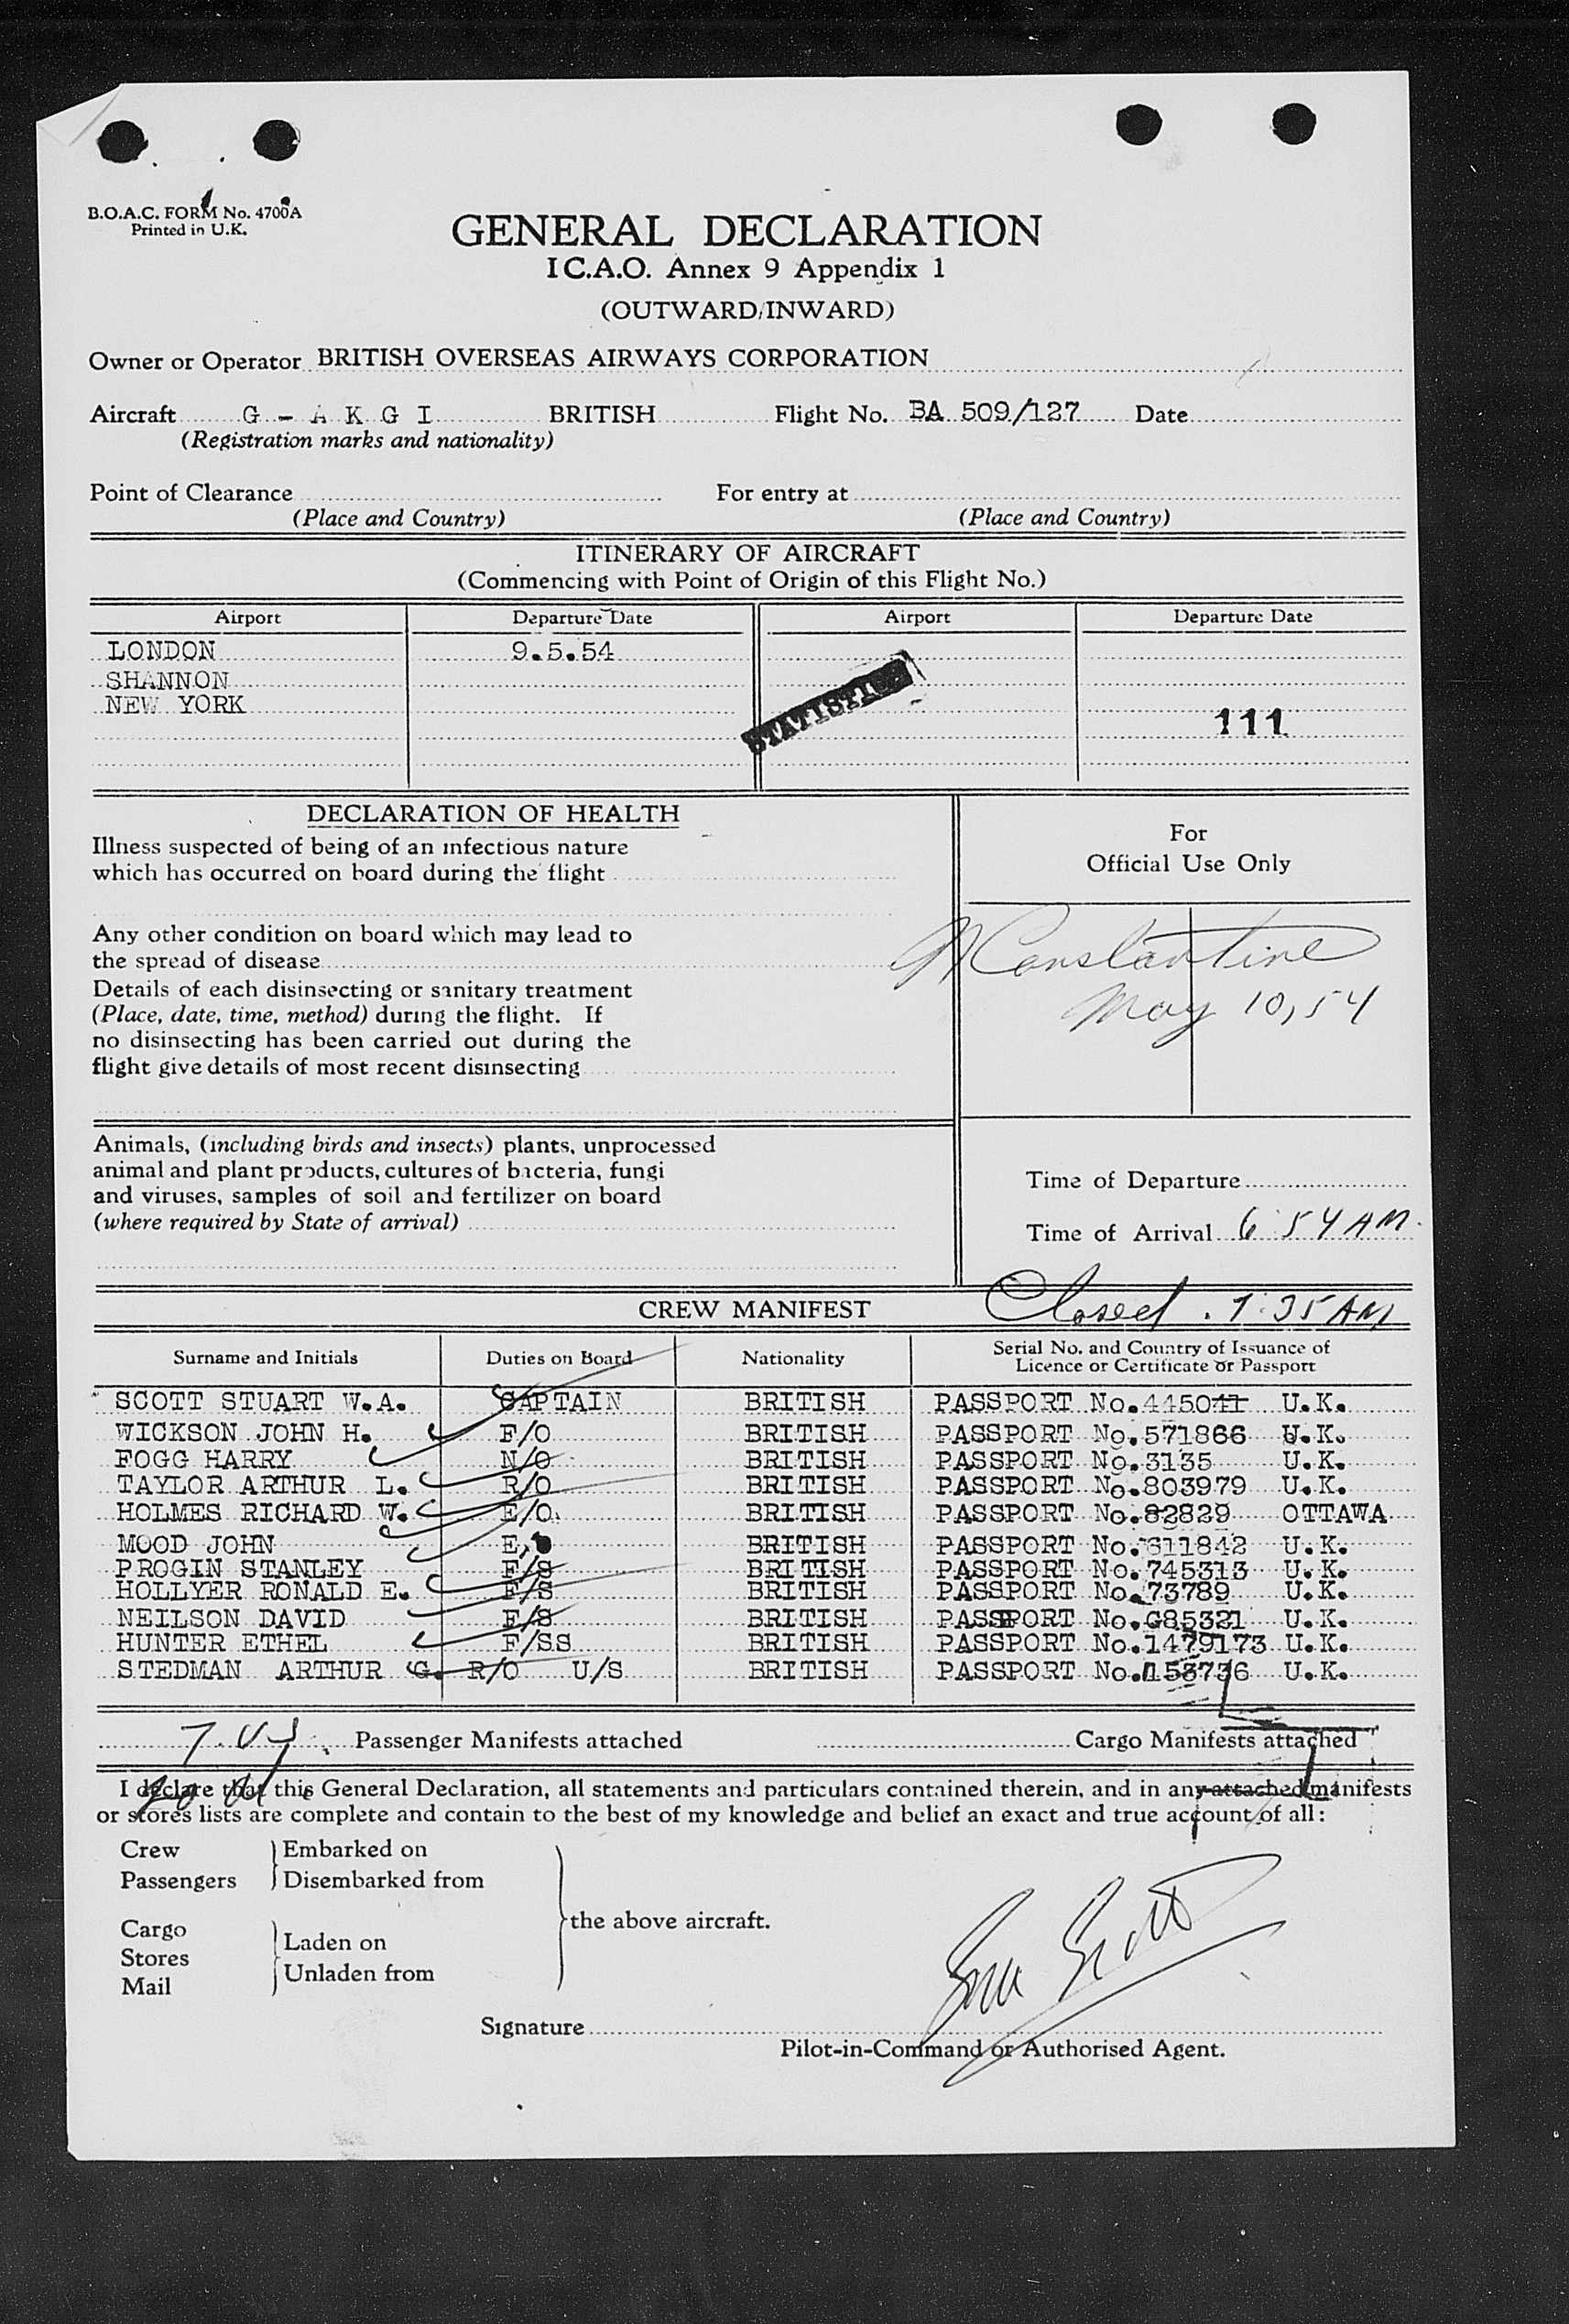 B.O.A.C. FORM No. 4700A
Printed in U.K.
GENERAL DECLARATION
I C.A.O. Annex 9 Appendix 1
(OUTWARD/INWARD)
Owner or Operator BRITISH OVERSEAS AIRWAYS CORPORATION
Aircraft G - A K G I BRITISH Flight No. BA 509/127 Date
(Registration marks and nationality)
Point of Clearance For entry at
(Place and Country) (Place and Country)
ITINERARY OF AIRCRAFT
(Commencing with Point of Origin of this Flight No.)
Airport Departure Date Airport Departure Date
LONDON 9.5.54
SHANNON
NEW YORK
111
DECLARATION OF HEALTH
Illness suspected of being of an infectious nature
which has occurred on board during the flight
Any other condition on board which may lead to
the spread of disease
Details of each disinsecting or sanitary treatment
(Place, date, time, method) during the flight. If
no disinsecting has been carried out during the
flight give details of most recent disinsecting
For
Official Use Only
Constantine
May 10, 54
Animals, (including birds and insects) plants, unprocessed
animal and plant products, cultures of bacteria, fungi
and viruses, samples of soil and fertilizer on board
(where required by State of arrival)
Time of Departure
Time of Arrival 6:54 AM.
CREW MANIFEST Closed. 7:35 AM
Surname and Initials Duties on Board Nationality Serial No. and Country of Issuance of
Licence or Certificate or Passport
SCOTT STUART W.A. CAPTAIN BRITISH PASSPORT No. U.K.
WICKSON JOHN H. F/O BRITISH PASSPORT No.571866 U.K.
FOGG HARRY N/O BRITISH PASSPORT No.3135 U.K.
TAYLOR ARTHUR L. R/O BRITISH PASSPORT No.803979 U.K.
HOLMES RICHARD W. E/O. BRITISH PASSPORT No.82829 OTTAWA
MOOD JOHN BRITISH PASSPORT No. U.K.
PROGIN STANLEY F/S BRITISH PASSPORT No.745313 U.K.
HOLLYER RONALD E. F/S BRITISH PASSPORT No.73789 U.K.
NEILSON DAVID F/S BRITISH PASSPORT No.G85321 U.K.
HUNTER ETHEL F/SS BRITISH PASSPORT No.1479173 U.K.
STEDMAN ARTHUR G. R/O U/S BRITISH PASSPORT No. U.K.
Passenger Manifests attached Cargo Manifests attached
I declare that this General Declaration, all statements and particulars contained therein, and in any attached manifests
or stores lists are complete and contain to the best of my knowledge and belief an exact and true account of all:
Crew Embarked on
Passengers Disembarked from
the above aircraft.
Cargo Laden on
Stores
Unladen from
Mail
Signature
Pilot-in-Command or Authorised Agent.